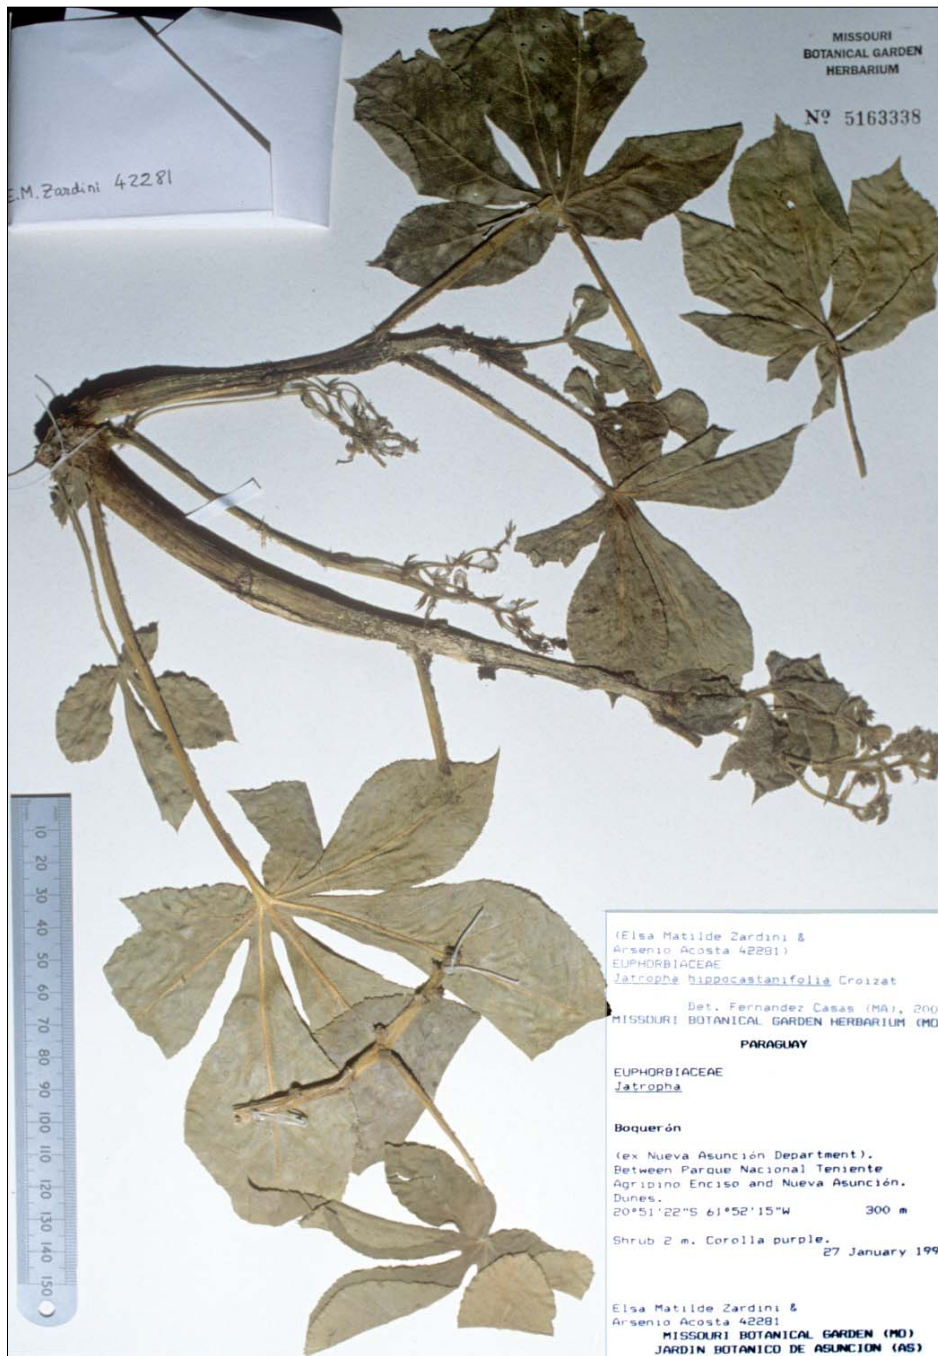 MISSOURI
BOTANICAL GARDEN
HERBARIUM
Nº 5163338
E.M. Zardini 42281
10
20
30
40
50
60
70
80
90
100
110
120
130
140
150
(Elsa Matilde Zardini &
Arsenio Acosta 42281)
EUPHORBIACEAE
Jatropha hippocastanifolia Croizat
Det. Fernandez Casas (MA), 200
MISSOURI BOTANICAL GARDEN HERBARIUM (MO
PARAGUAY
EUPHORBIACEAE
Jatropha
Boquerón
(ex Nueva Asunción Department).
Between Parque Nacional Teniente
Agripino Enciso and Nueva Asunción.
Dunes.
20°51'22"S 61°52'15"W 300 m
Shrub 2 m. Corolla purple.
27 January 199
Elsa Matilde Zardini &
Arsenio Acosta 42281
MISSOURI BOTANICAL GARDEN (MO)
JARDIN BOTANICO DE ASUNCION (AS)